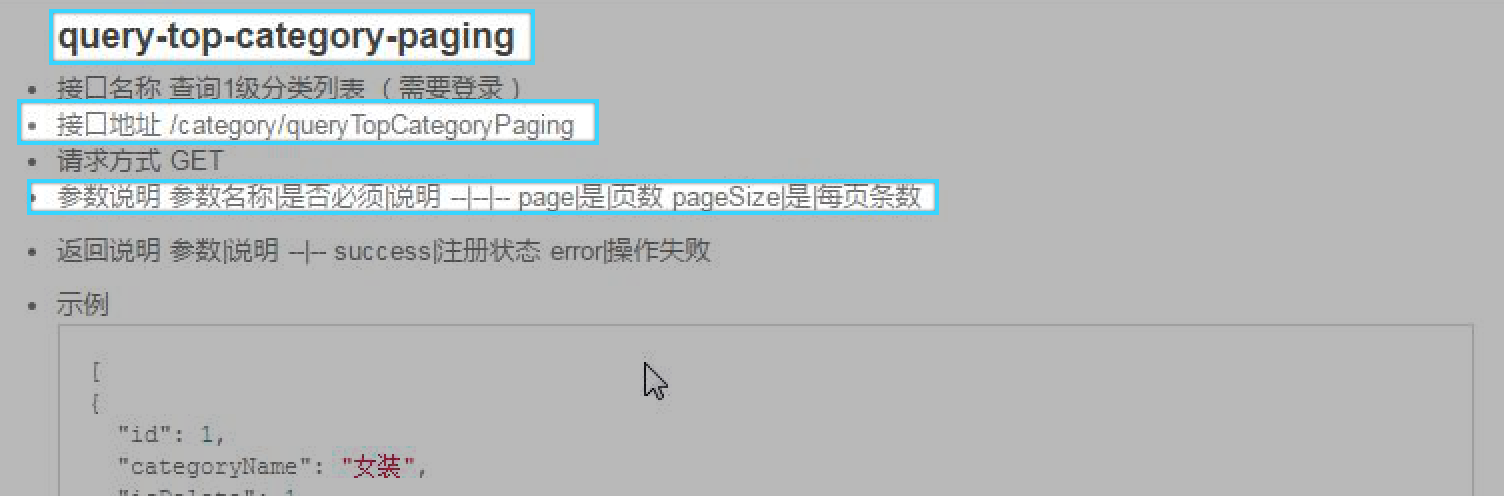 query-top-category-paging
接口名称 查询1级分类列表 （需要登录）
接口地址 /category/queryTopCategoryPaging
请求方式 GET
参数说明 参数名称|是否必须|说明 --|--|-- page|是|页数 pageSize|是|每页条数
返回说明 参数|说明 --|-- success|注册状态 error|操作失败
示例
[
{
"id": 1,
"categoryName": "女装",